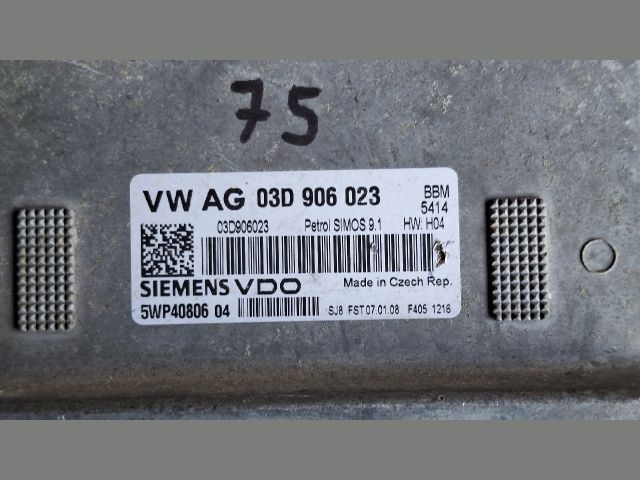 75
VW AG 03D 906 023 BBM
5414
03D906023 Petrol SIMOS 9.1 HW: H04
SIEMENS VDO Made in Czech Rep.
5WP40806 04 SJ8 FST 07.01.08 F405 1216